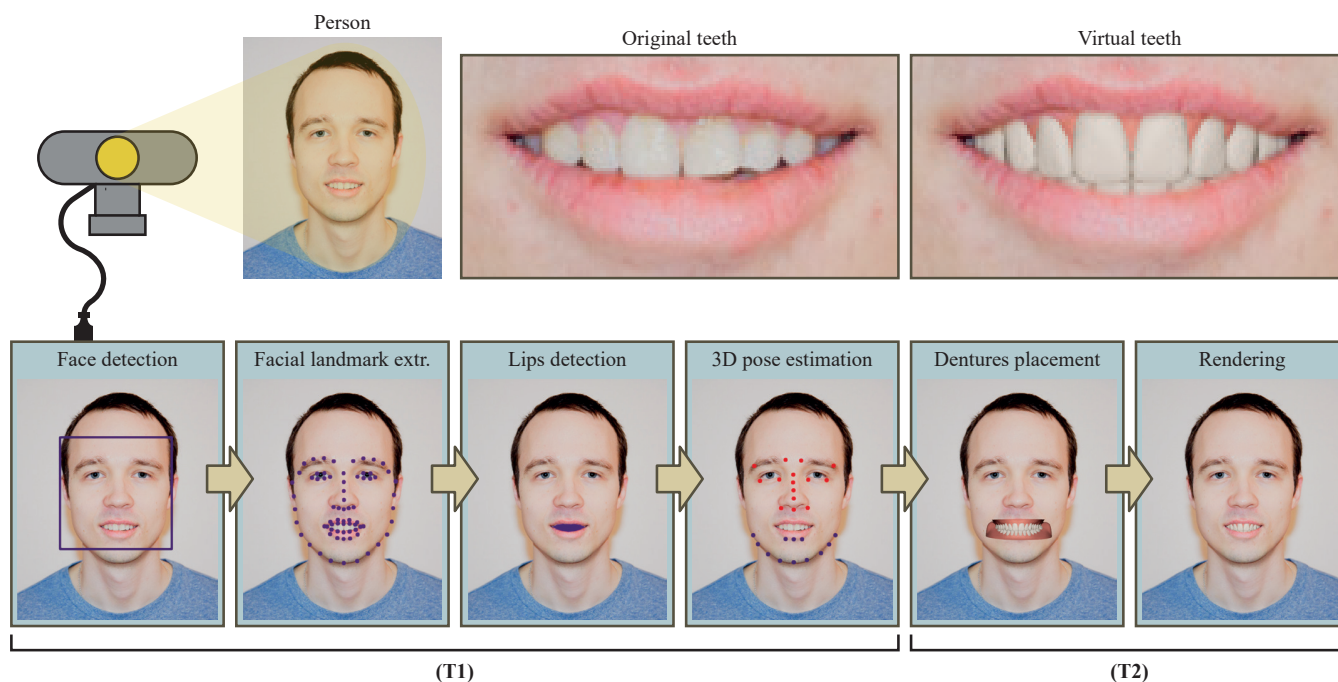 Person
Original teeth
Virtual teeth
Face detection
Facial landmark extr.
Lips detection
3D pose estimation
Dentures placement
Rendering
(T1)
(T2)